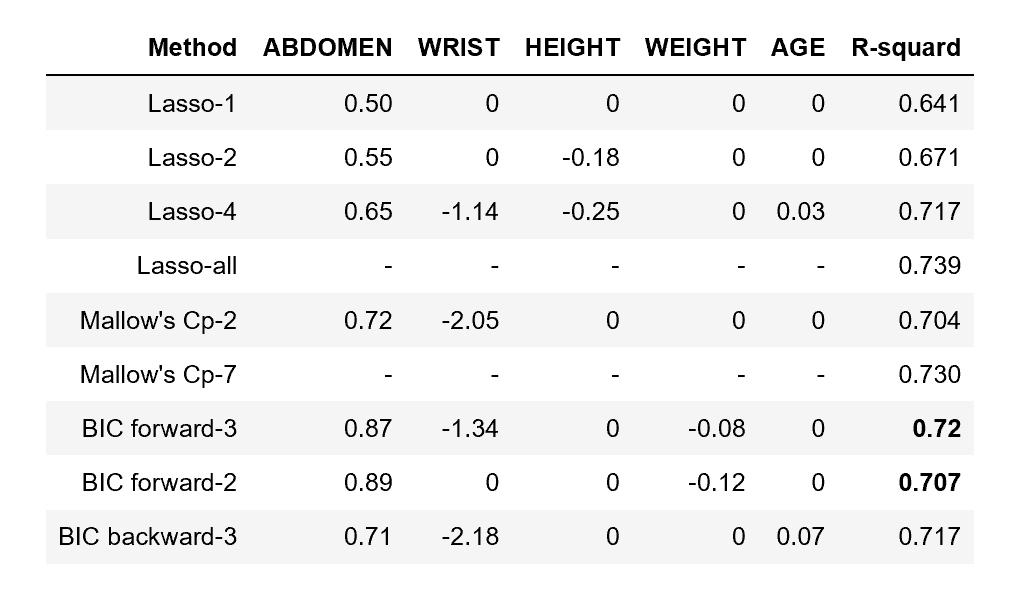 Method ABDOMEN WRIST HEIGHT WEIGHT AGE R-squard
Lasso-1 0.50 0 0 0 0 0.641
Lasso-2 0.55 0 -0.18 0 0 0.671
Lasso-4 0.65 -1.14 -0.25 0 0.03 0.717
Lasso-all - - - - - 0.739
Mallow's Cp-2 0.72 -2.05 0 0 0 0.704
Mallow's Cp-7 - - - - - 0.730
BIC forward-3 0.87 -1.34 0 -0.08 0 0.72
BIC forward-2 0.89 0 0 -0.12 0 0.707
BIC backward-3 0.71 -2.18 0 0 0.07 0.717